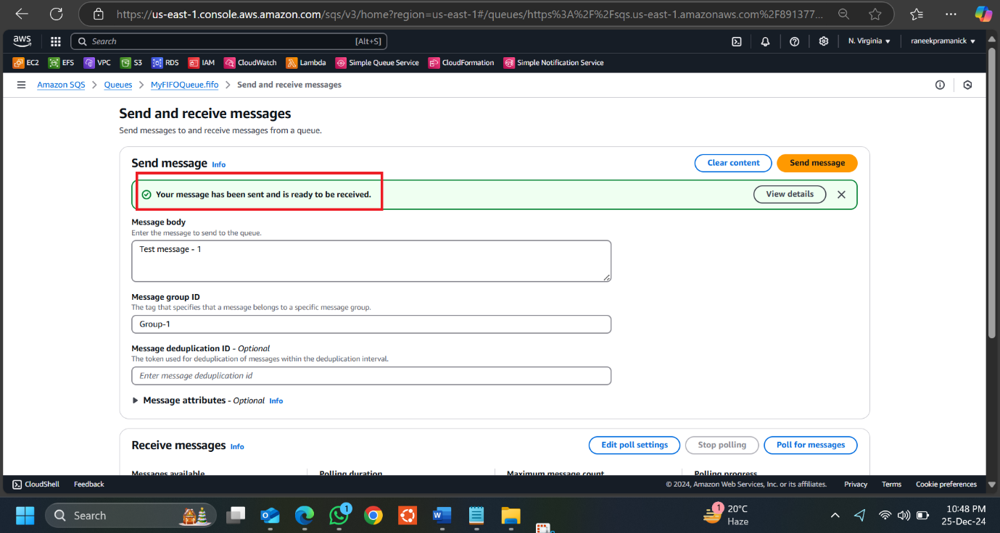 https://us-east-1.console.aws.amazon.com/sqs/v3/home?region=us-east-1#/queues/https%3A%2F%2Fsqs.us-east-1.amazonaws.com%2F891377...
aws
Search [Alt+S]
N. Virginia
raneekpramanick
EC2 EFS VPC S3 RDS IAM CloudWatch Lambda Simple Queue Service CloudFormation Simple Notification Service
Amazon SQS > Queues > MyFIFOQueue.fifo > Send and receive messages
Send and receive messages
Send messages to and receive messages from a queue.
Send message Info
Clear content
Send message
Your message has been sent and is ready to be received.
View details
Message body
Enter the message to send to the queue.
Test message - 1
Message group ID
The tag that specifies that a message belongs to a specific message group.
Group-1
Message deduplication ID - Optional
The token used for deduplication of messages within the deduplication interval.
Enter message deduplication id
Message attributes - Optional Info
Receive messages Info
Edit poll settings
Stop polling
Poll for messages
Messages available
Polling duration
Maximum message count
Polling progress
CloudShell Feedback
© 2024, Amazon Web Services, Inc. or its affiliates.
Privacy Terms Cookie preferences
Search
1
1
20°C
Haze
10:48 PM
25-Dec-24